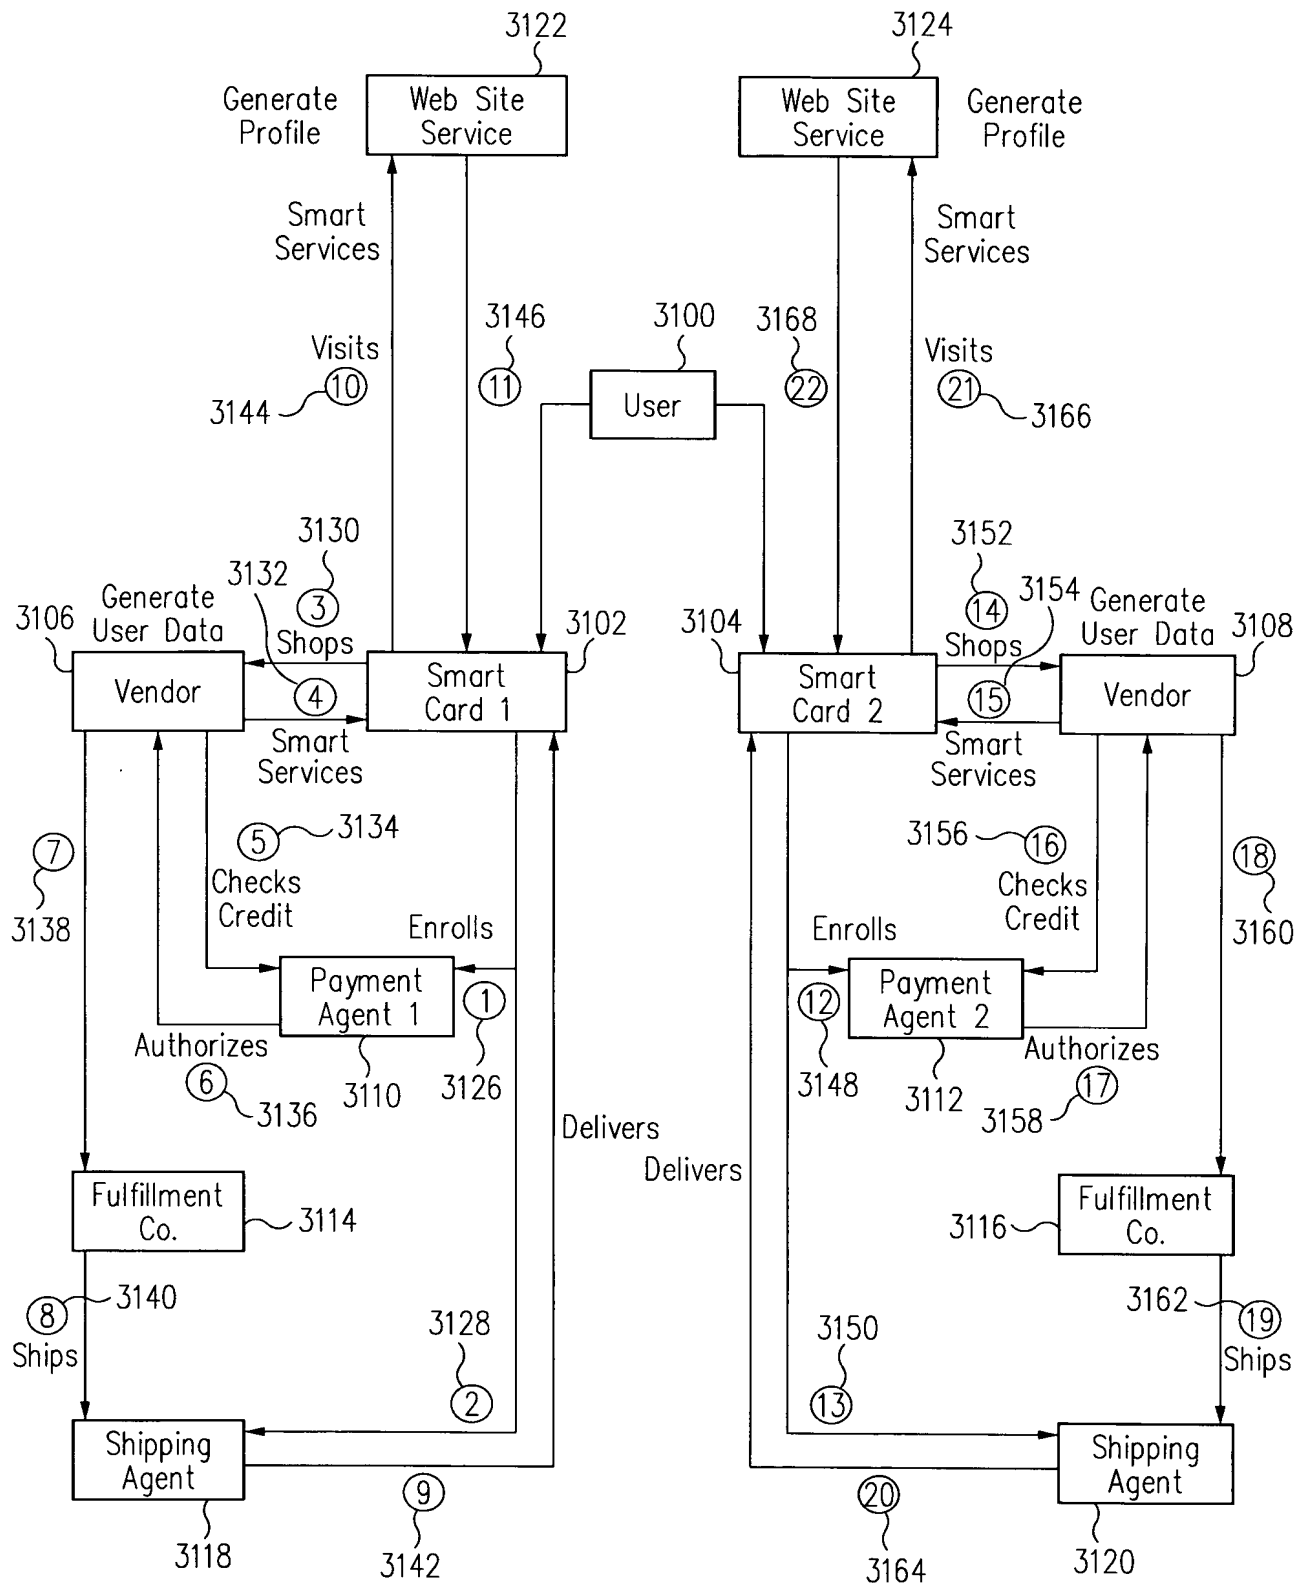 3122
3124
Generate
Profile
Web Site
Service
Web Site
Service
Generate
Profile
Smart
Services
Smart
Services
3146
3100
3168
Visits
10
11
User
22
Visits
21
3144
3166
3130
3152
3132
3
14
3154
3106
Generate
User Data
Shops
3102
3104
Shops
Generate
User Data
3108
Vendor
4
Smart
Card 1
Smart
Card 2
15
Vendor
Smart
Services
Smart
Services
7
5
3134
3156
16
18
3138
Checks
Credit
Checks
Credit
3160
Enrolls
Enrolls
Payment
Agent 1
1
12
Payment
Agent 2
Authorizes
6
3136
3110
3126
3148
3112
Authorizes
17
3158
Delivers
Delivers
Fulfillment
Co.
3114
3116
Fulfillment
Co.
8
3140
3162
19
Ships
Ships
3128
3150
2
13
Shipping
Agent
Shipping
Agent
9
20
3118
3142
3164
3120